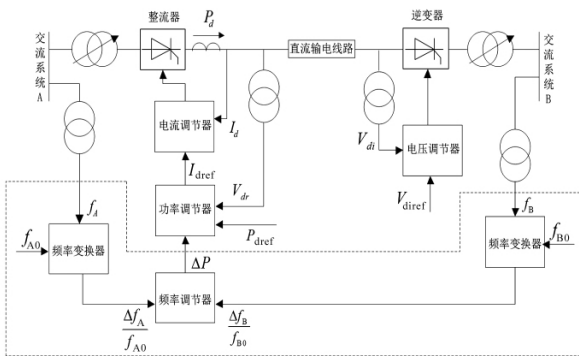 整流器
P_d
逆变器
交流系统A
直流输电线路
交流系统B
电流调节器
I_d
V_di
电压调节器
I_dref
V_dr
V_diref
功率调节器
P_dref
f_A
f_B
f_A0
频率变换器
频率变换器
f_B0
ΔP
频率调节器
Δf_A/f_A0
Δf_B/f_B0